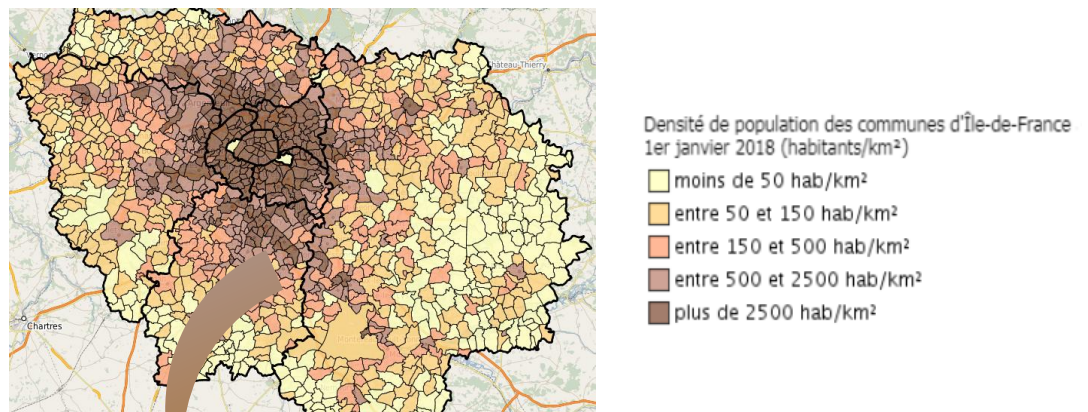 Château-Thierry
Chartres
Densité de population des communes d'Île-de-France
1er janvier 2018 (habitants/km²)
moins de 50 hab/km²
entre 50 et 150 hab/km²
entre 150 et 500 hab/km²
entre 500 et 2500 hab/km²
plus de 2500 hab/km²